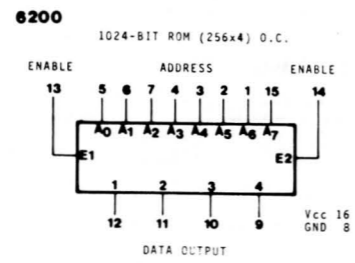 6200
1024-BIT ROM (256x4) O.C.
ENABLE ADDRESS ENABLE
13 5 6 7 4 3 2 1 15 14
A0 A1 A2 A3 A4 A5 A6 A7
E1 E2
1 2 3 4
12 11 10 9
Vcc 16
GND 8
DATA OUTPUT